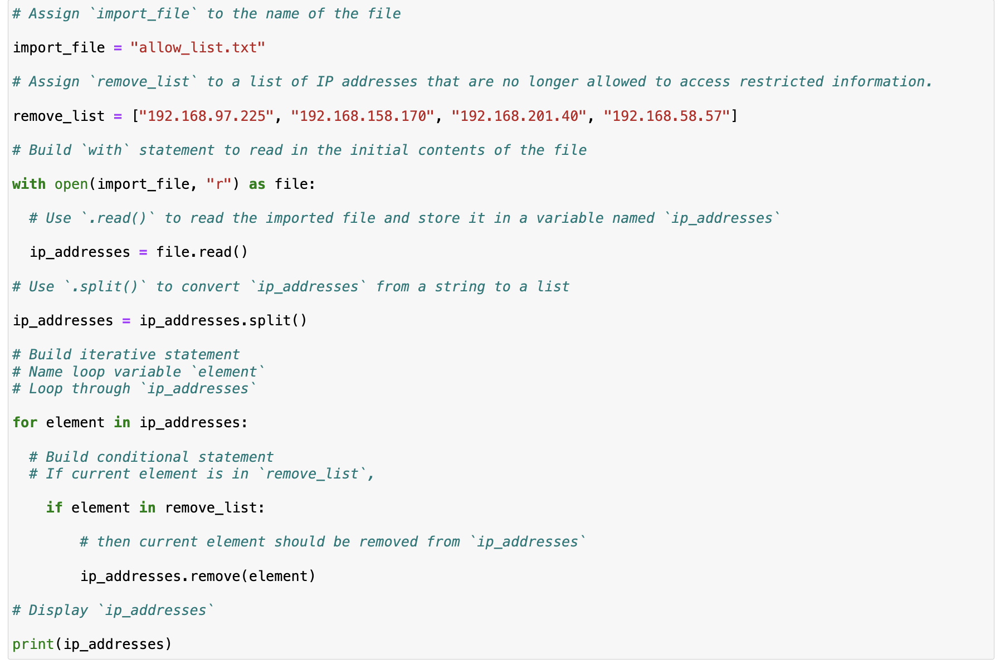 # Assign `import_file` to the name of the file
import_file = "allow_list.txt"
# Assign `remove_list` to a list of IP addresses that are no longer allowed to access restricted information.
remove_list = ["192.168.97.225", "192.168.158.170", "192.168.201.40", "192.168.58.57"]
# Build `with` statement to read in the initial contents of the file
with open(import_file, "r") as file:
  # Use `.read()` to read the imported file and store it in a variable named `ip_addresses`
  ip_addresses = file.read()
# Use `.split()` to convert `ip_addresses` from a string to a list
ip_addresses = ip_addresses.split()
# Build iterative statement
# Name loop variable `element`
# Loop through `ip_addresses`
for element in ip_addresses:
  # Build conditional statement
  # If current element is in `remove_list`,
    if element in remove_list:
        # then current element should be removed from `ip_addresses`
        ip_addresses.remove(element)
# Display `ip_addresses`
print(ip_addresses)